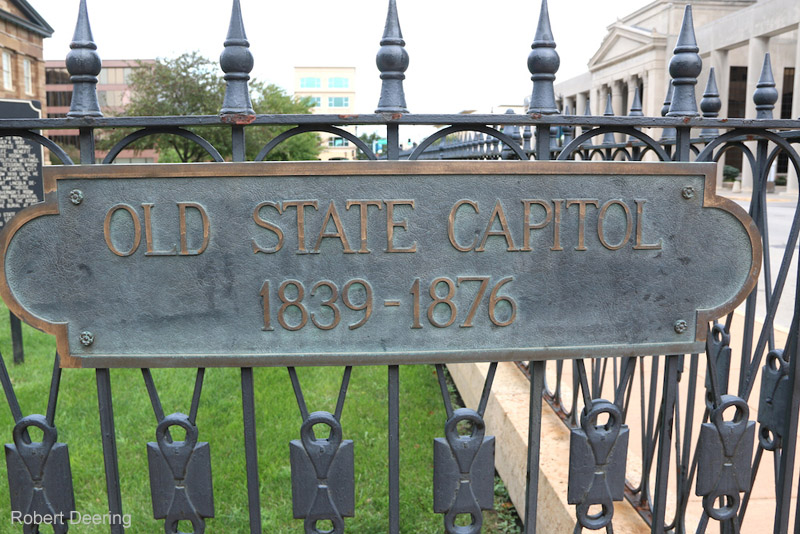 OLD STATE CAPITOL
1839-1876
Robert Deering